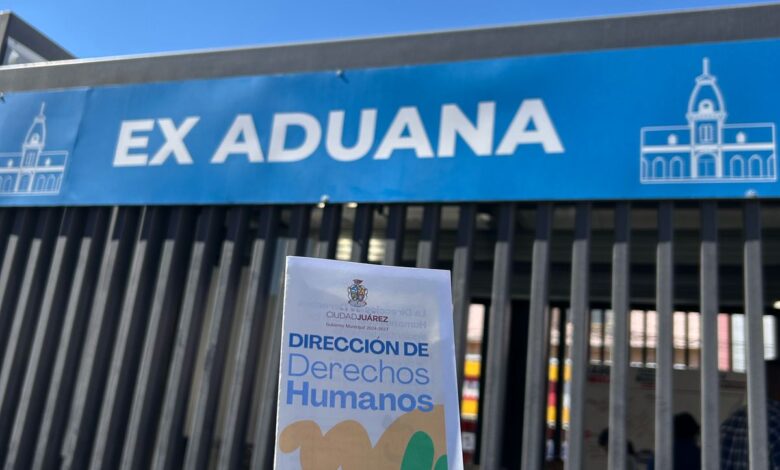 EX ADUANA
CIUDADJUÁREZ
Gobierno Municipal 2024-2027
DIRECCIÓN DE
Derechos
Humanos